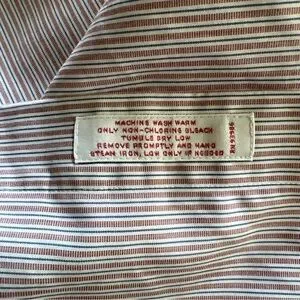 MACHINE WASH WARM
ONLY NON-CHLORINE BLEACH
TUMBLE DRY LOW
REMOVE PROMPTLY AND HANG
STEAM IRON, LOW ONLY IF NEEDED